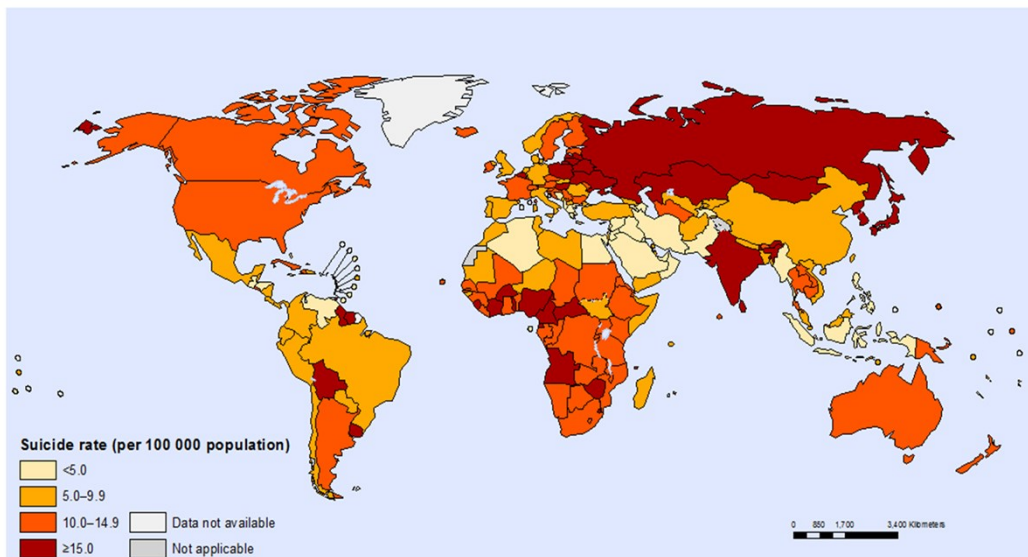 Suicide rate (per 100 000 population)
<5.0
5.0–9.9
10.0–14.9
≥15.0
Data not available
Not applicable
0 850 1,700 3,400 Kilometers